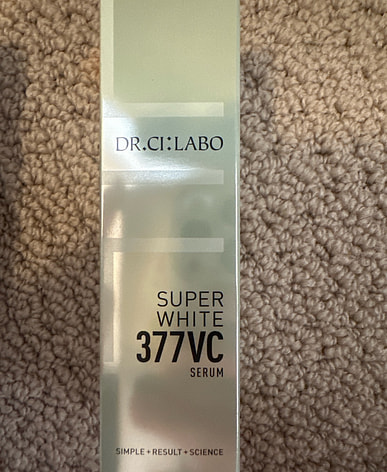 DR.CI:LABO
SUPER
WHITE
377VC
SERUM
SIMPLE + RESULT + SCIENCE